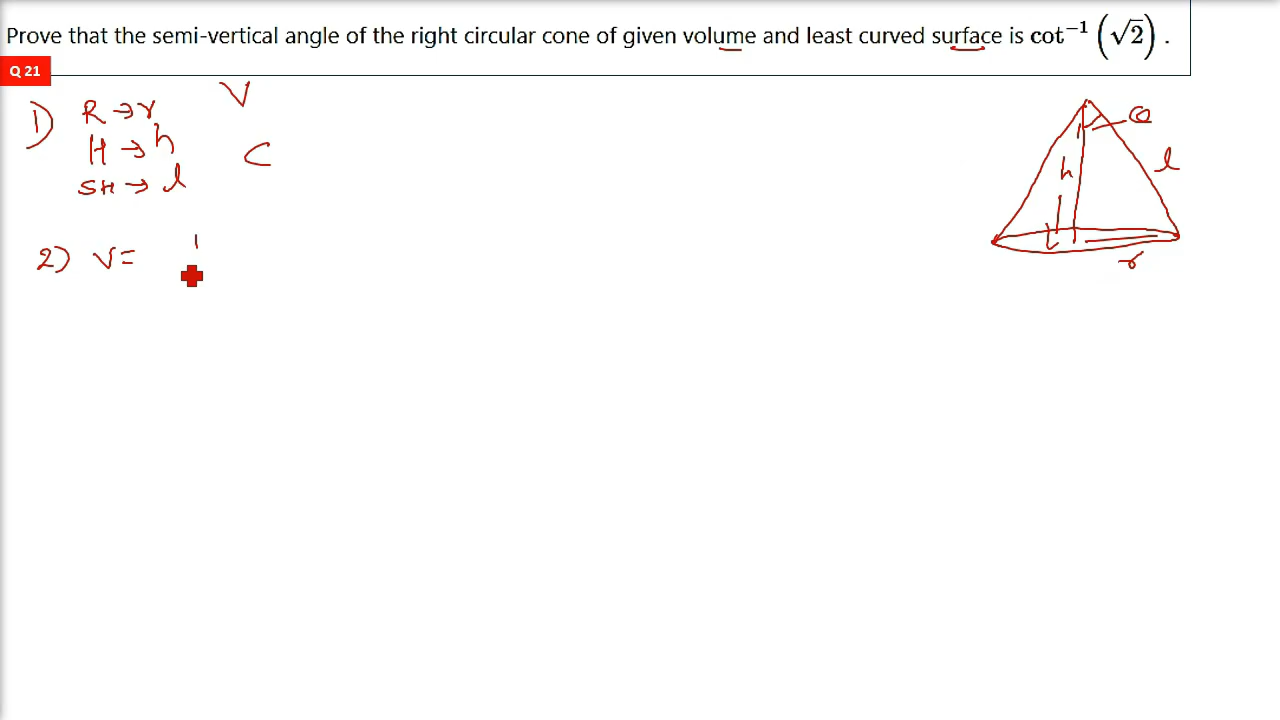 Prove that the semi-vertical angle of the right circular cone of given volume and least curved surface is cot⁻¹ (√2) .
Q 21
1) R → r V
H → h C
SH → l
2) V = 1
θ
h
l
r